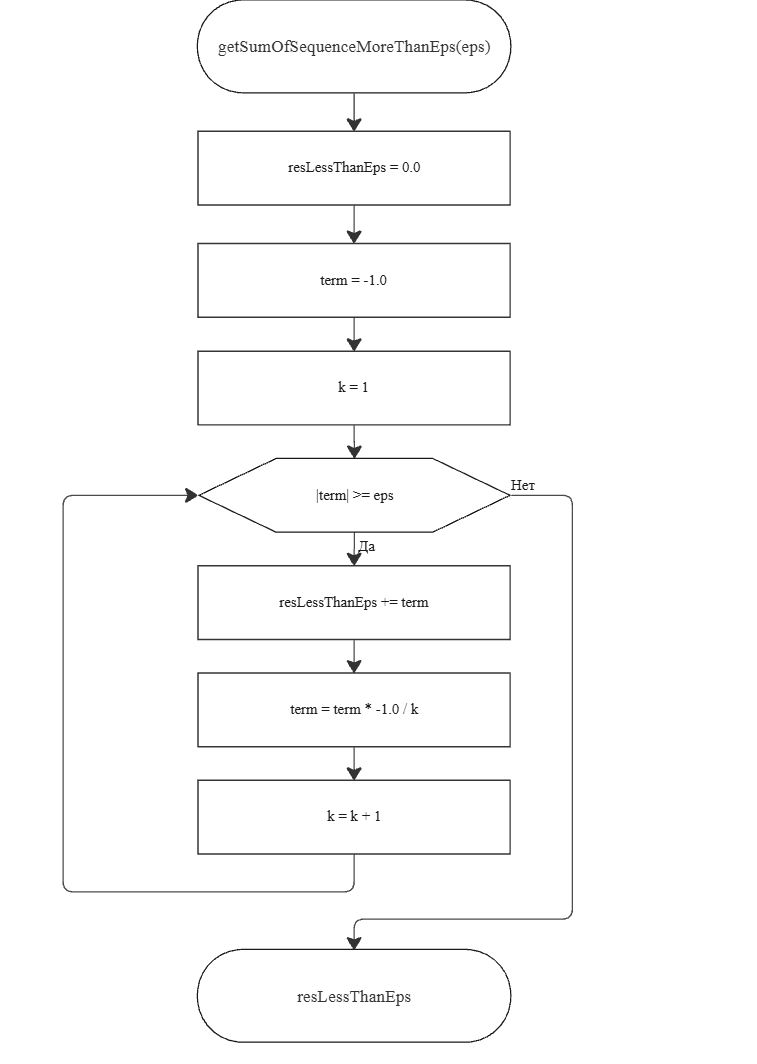 getSumOfSequenceMoreThanEps(eps)
resLessThanEps = 0.0
term = -1.0
k = 1
|term| >= eps
Нет
Да
resLessThanEps += term
term = term * -1.0 / k
k = k + 1
resLessThanEps